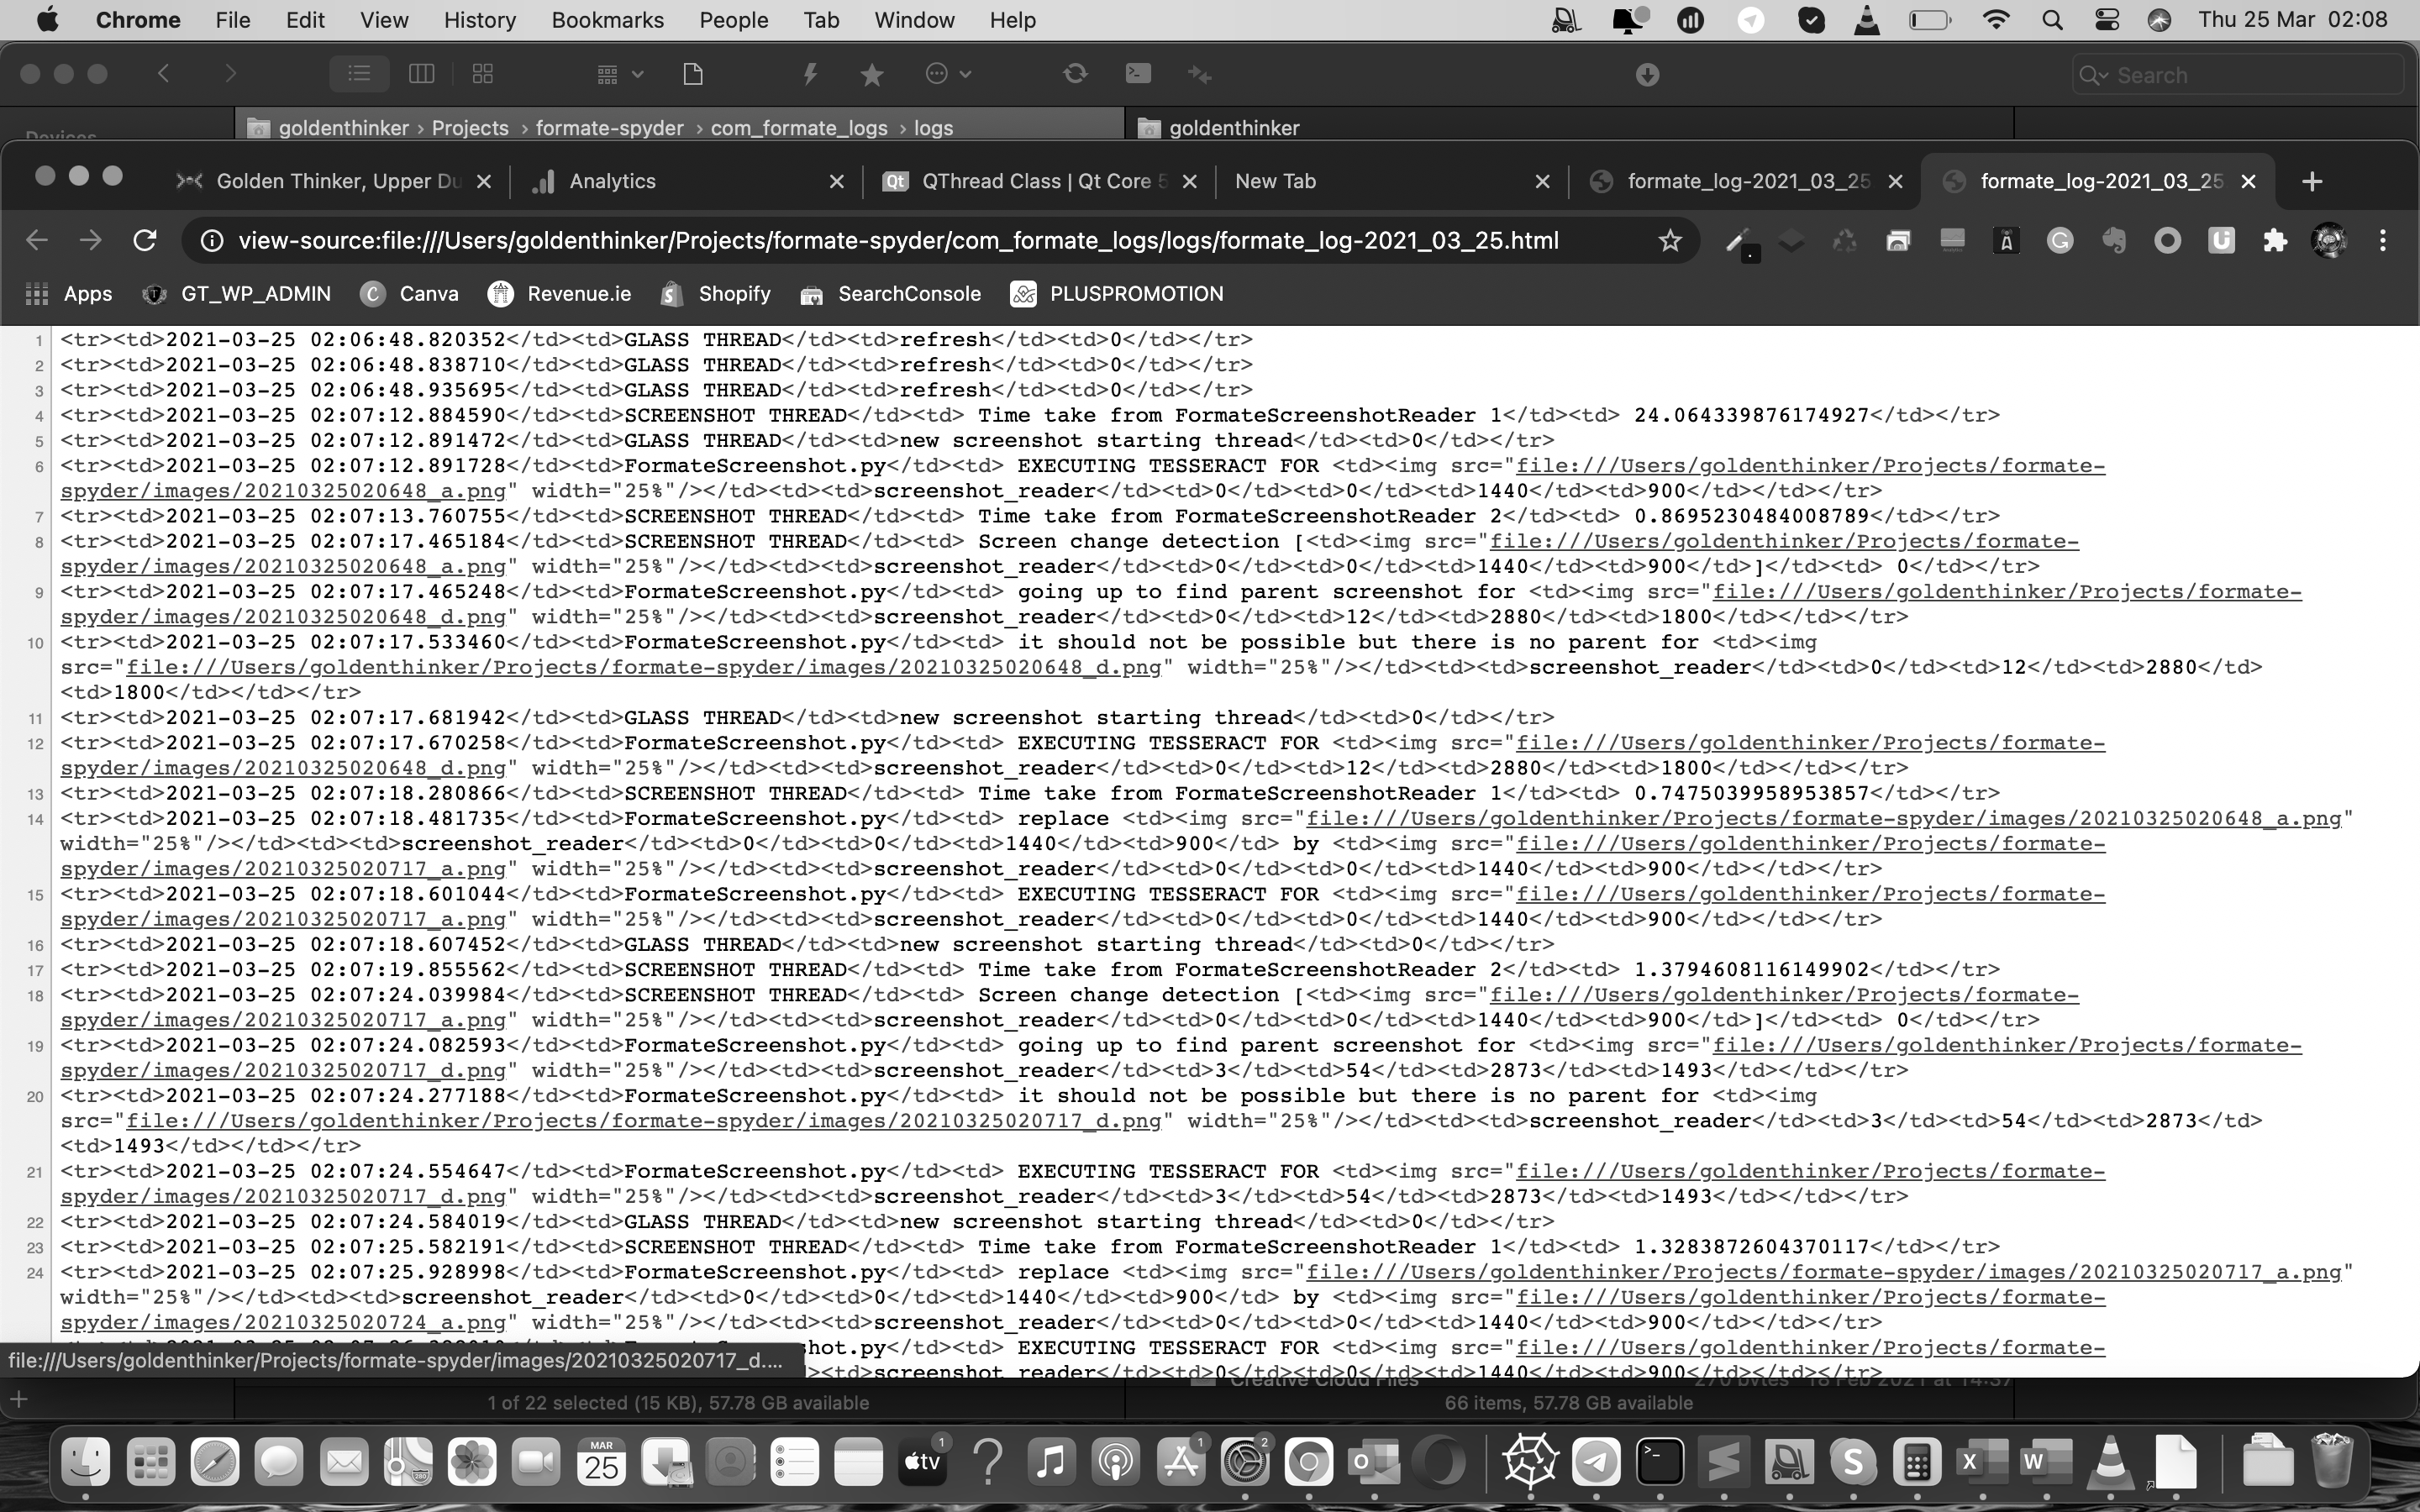 Chrome File Edit View History Bookmarks People Tab Window Help Thu 25 Mar 02:08
Search
Devices
goldenthinker › Projects › formate-spyder › com_formate_logs › logs
goldenthinker
Golden Thinker, Upper Du
Analytics
QThread Class | Qt Core 5
New Tab
formate_log-2021_03_25
formate_log-2021_03_25
view-source:file:///Users/goldenthinker/Projects/formate-spyder/com_formate_logs/logs/formate_log-2021_03_25.html
Apps GT_WP_ADMIN Canva Revenue.ie Shopify SearchConsole PLUSPROMOTION
1 <tr><td>2021-03-25 02:06:48.820352</td><td>GLASS THREAD</td><td>refresh</td><td>0</td></tr>
2 <tr><td>2021-03-25 02:06:48.838710</td><td>GLASS THREAD</td><td>refresh</td><td>0</td></tr>
3 <tr><td>2021-03-25 02:06:48.935695</td><td>GLASS THREAD</td><td>refresh</td><td>0</td></tr>
4 <tr><td>2021-03-25 02:07:12.884590</td><td>SCREENSHOT THREAD</td><td> Time take from FormateScreenshotReader 1</td><td> 24.064339876174927</td></tr>
5 <tr><td>2021-03-25 02:07:12.891472</td><td>GLASS THREAD</td><td>new screenshot starting thread</td><td>0</td></tr>
6 <tr><td>2021-03-25 02:07:12.891728</td><td>FormateScreenshot.py</td><td> EXECUTING TESSERACT FOR <td><img src="file:///Users/goldenthinker/Projects/formate-
spyder/images/20210325020648_a.png" width="25%"/></td><td><td>screenshot_reader</td><td>0</td><td>0</td><td>1440</td><td>900</td></td></tr>
7 <tr><td>2021-03-25 02:07:13.760755</td><td>SCREENSHOT THREAD</td><td> Time take from FormateScreenshotReader 2</td><td> 0.8695230484008789</td></tr>
8 <tr><td>2021-03-25 02:07:17.465184</td><td>SCREENSHOT THREAD</td><td> Screen change detection [<td><img src="file:///Users/goldenthinker/Projects/formate-
spyder/images/20210325020648_a.png" width="25%"/></td><td><td>screenshot_reader</td><td>0</td><td>0</td><td>1440</td><td>900</td>]</td><td> 0</td></tr>
9 <tr><td>2021-03-25 02:07:17.465248</td><td>FormateScreenshot.py</td><td> going up to find parent screenshot for <td><img src="file:///Users/goldenthinker/Projects/formate-
spyder/images/20210325020648_d.png" width="25%"/></td><td><td>screenshot_reader</td><td>0</td><td>12</td><td>2880</td><td>1800</td></td></tr>
10 <tr><td>2021-03-25 02:07:17.533460</td><td>FormateScreenshot.py</td><td> it should not be possible but there is no parent for <td><img
src="file:///Users/goldenthinker/Projects/formate-spyder/images/20210325020648_d.png" width="25%"/></td><td><td>screenshot_reader</td><td>0</td><td>12</td><td>2880</td>
<td>1800</td></td></tr>
11 <tr><td>2021-03-25 02:07:17.681942</td><td>GLASS THREAD</td><td>new screenshot starting thread</td><td>0</td></tr>
12 <tr><td>2021-03-25 02:07:17.670258</td><td>FormateScreenshot.py</td><td> EXECUTING TESSERACT FOR <td><img src="file:///Users/goldenthinker/Projects/formate-
spyder/images/20210325020648_d.png" width="25%"/></td><td><td>screenshot_reader</td><td>0</td><td>12</td><td>2880</td><td>1800</td></td></tr>
13 <tr><td>2021-03-25 02:07:18.280866</td><td>SCREENSHOT THREAD</td><td> Time take from FormateScreenshotReader 1</td><td> 0.7475039958953857</td></tr>
14 <tr><td>2021-03-25 02:07:18.481735</td><td>FormateScreenshot.py</td><td> replace <td><img src="file:///Users/goldenthinker/Projects/formate-spyder/images/20210325020648_a.png"
width="25%"/></td><td><td>screenshot_reader</td><td>0</td><td>0</td><td>1440</td><td>900</td> by <td><img src="file:///Users/goldenthinker/Projects/formate-
spyder/images/20210325020717_a.png" width="25%"/></td><td><td>screenshot_reader</td><td>0</td><td>0</td><td>1440</td><td>900</td></td></tr>
15 <tr><td>2021-03-25 02:07:18.601044</td><td>FormateScreenshot.py</td><td> EXECUTING TESSERACT FOR <td><img src="file:///Users/goldenthinker/Projects/formate-
spyder/images/20210325020717_a.png" width="25%"/></td><td><td>screenshot_reader</td><td>0</td><td>0</td><td>1440</td><td>900</td></td></tr>
16 <tr><td>2021-03-25 02:07:18.607452</td><td>GLASS THREAD</td><td>new screenshot starting thread</td><td>0</td></tr>
17 <tr><td>2021-03-25 02:07:19.855562</td><td>SCREENSHOT THREAD</td><td> Time take from FormateScreenshotReader 2</td><td> 1.3794608116149902</td></tr>
18 <tr><td>2021-03-25 02:07:24.039984</td><td>SCREENSHOT THREAD</td><td> Screen change detection [<td><img src="file:///Users/goldenthinker/Projects/formate-
spyder/images/20210325020717_a.png" width="25%"/></td><td><td>screenshot_reader</td><td>0</td><td>0</td><td>1440</td><td>900</td>]</td><td> 0</td></tr>
19 <tr><td>2021-03-25 02:07:24.082593</td><td>FormateScreenshot.py</td><td> going up to find parent screenshot for <td><img src="file:///Users/goldenthinker/Projects/formate-
spyder/images/20210325020717_d.png" width="25%"/></td><td><td>screenshot_reader</td><td>3</td><td>54</td><td>2873</td><td>1493</td></td></tr>
20 <tr><td>2021-03-25 02:07:24.277188</td><td>FormateScreenshot.py</td><td> it should not be possible but there is no parent for <td><img
src="file:///Users/goldenthinker/Projects/formate-spyder/images/20210325020717_d.png" width="25%"/></td><td><td>screenshot_reader</td><td>3</td><td>54</td><td>2873</td>
<td>1493</td></td></tr>
21 <tr><td>2021-03-25 02:07:24.554647</td><td>FormateScreenshot.py</td><td> EXECUTING TESSERACT FOR <td><img src="file:///Users/goldenthinker/Projects/formate-
spyder/images/20210325020717_d.png" width="25%"/></td><td><td>screenshot_reader</td><td>3</td><td>54</td><td>2873</td><td>1493</td></td></tr>
22 <tr><td>2021-03-25 02:07:24.584019</td><td>GLASS THREAD</td><td>new screenshot starting thread</td><td>0</td></tr>
23 <tr><td>2021-03-25 02:07:25.582191</td><td>SCREENSHOT THREAD</td><td> Time take from FormateScreenshotReader 1</td><td> 1.3283872604370117</td></tr>
24 <tr><td>2021-03-25 02:07:25.928998</td><td>FormateScreenshot.py</td><td> replace <td><img src="file:///Users/goldenthinker/Projects/formate-spyder/images/20210325020717_a.png"
width="25%"/></td><td><td>screenshot_reader</td><td>0</td><td>0</td><td>1440</td><td>900</td> by <td><img src="file:///Users/goldenthinker/Projects/formate-
spyder/images/20210325020724_a.png" width="25%"/></td><td><td>screenshot_reader</td><td>0</td><td>0</td><td>1440</td><td>900</td></td></tr>
hot.py</td><td> EXECUTING TESSERACT FOR <td><img src="file:///Users/goldenthinker/Projects/formate-
file:///Users/goldenthinker/Projects/formate-spyder/images/20210325020717_d....
><td>screenshot_reader</td><td>0</td><td>0</td><td>1440</td><td>900</td></td></tr>
Creative Cloud Files 270 bytes 18 Feb 2021 at 14:37
1 of 22 selected (15 KB), 57.78 GB available
66 items, 57.78 GB available
MAR
25
tv
1
1
2